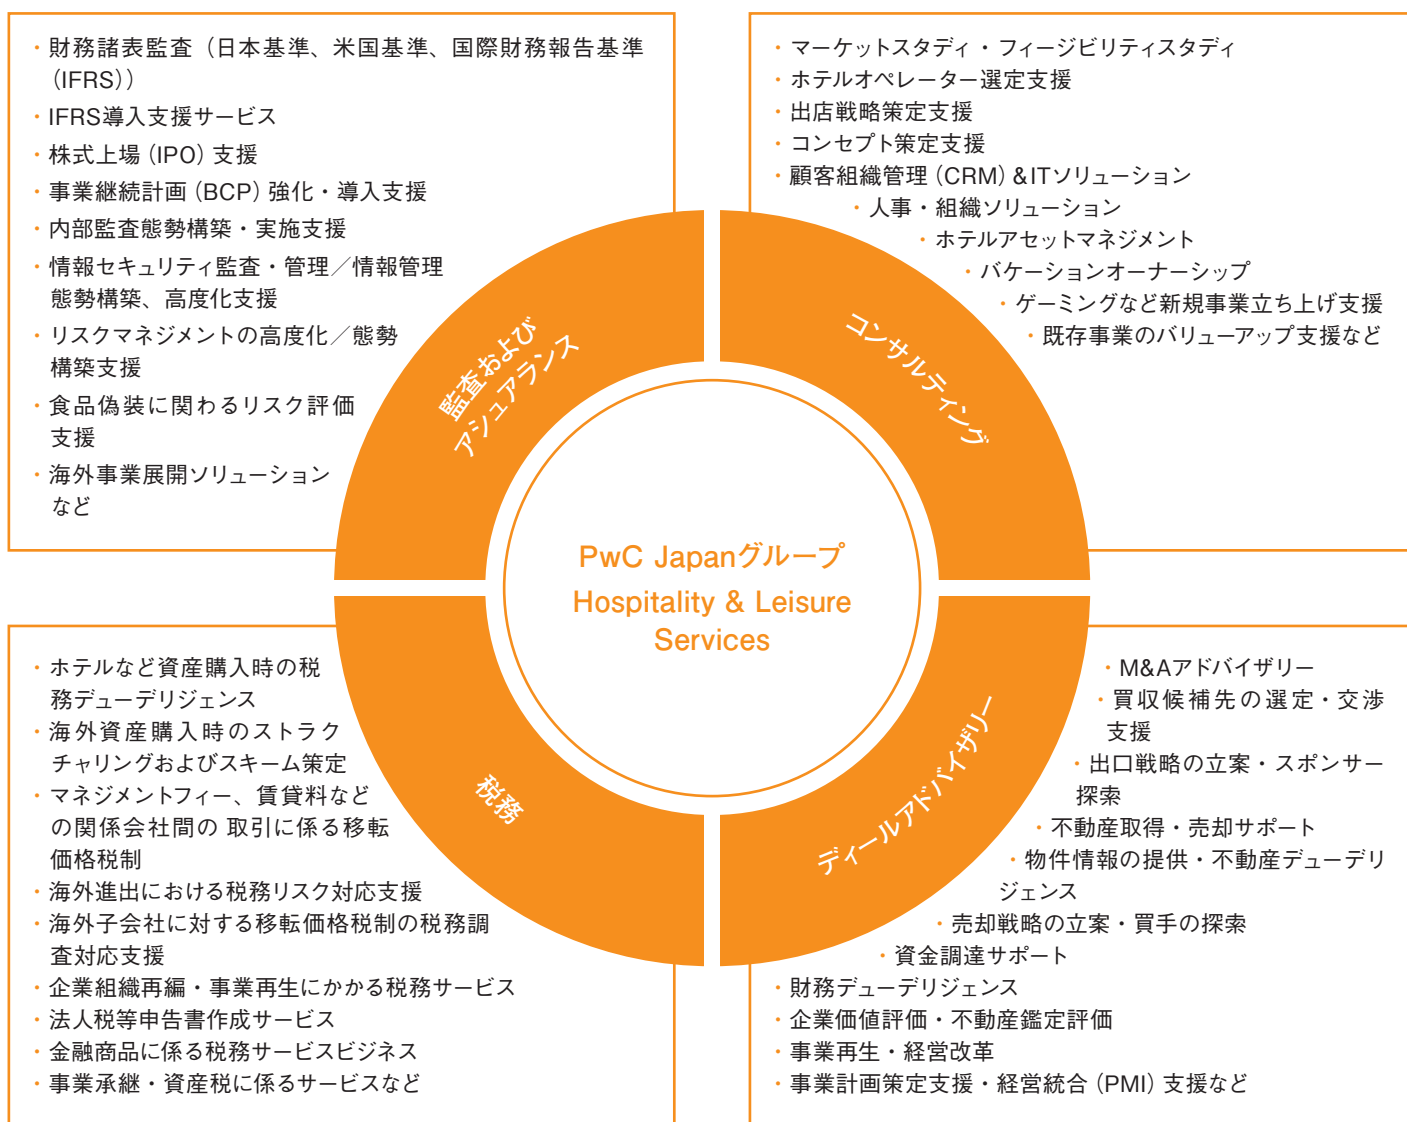 ・財務諸表監査（日本基準、米国基準、国際財務報告基準
（IFRS））
・IFRS導入支援サービス
・株式上場（IPO）支援
・事業継続計画（BCP）強化・導入支援
・内部監査態勢構築・実施支援
・情報セキュリティ監査・管理／情報管理
態勢構築、高度化支援
・リスクマネジメントの高度化／態勢
構築支援
・食品偽装に関わるリスク評価
支援
・海外事業展開ソリューション
など
監査および
アシュアランス
・マーケットスタディ・フィージビリティスタディ
・ホテルオペレーター選定支援
・出店戦略策定支援
・コンセプト策定支援
・顧客組織管理（CRM）&ITソリューション
・人事・組織ソリューション
・ホテルアセットマネジメント
・バケーションオーナーシップ
・ゲーミングなど新規事業立ち上げ支援
・既存事業のバリューアップ支援など
コンサルティング
PwC Japanグループ
Hospitality & Leisure
Services
・ホテルなど資産購入時の税
務デューデリジェンス
・海外資産購入時のストラク
チャリングおよびスキーム策定
・マネジメントフィー、賃貸料など
の関係会社間の 取引に係る移転
価格税制
・海外進出における税務リスク対応支援
・海外子会社に対する移転価格税制の税務調
査対応支援
・企業組織再編・事業再生にかかる税務サービス
・法人税等申告書作成サービス
・金融商品に係る税務サービスビジネス
・事業承継・資産税に係るサービスなど
税務
ディールアドバイザリー
・M&Aアドバイザリー
・買収候補先の選定・交渉
支援
・出口戦略の立案・スポンサー
探索
・不動産取得・売却サポート
・物件情報の提供・不動産デューデリ
ジェンス
・売却戦略の立案・買手の探索
・資金調達サポート
・財務デューデリジェンス
・企業価値評価・不動産鑑定評価
・事業再生・経営改革
・事業計画策定支援・経営統合（PMI）支援など